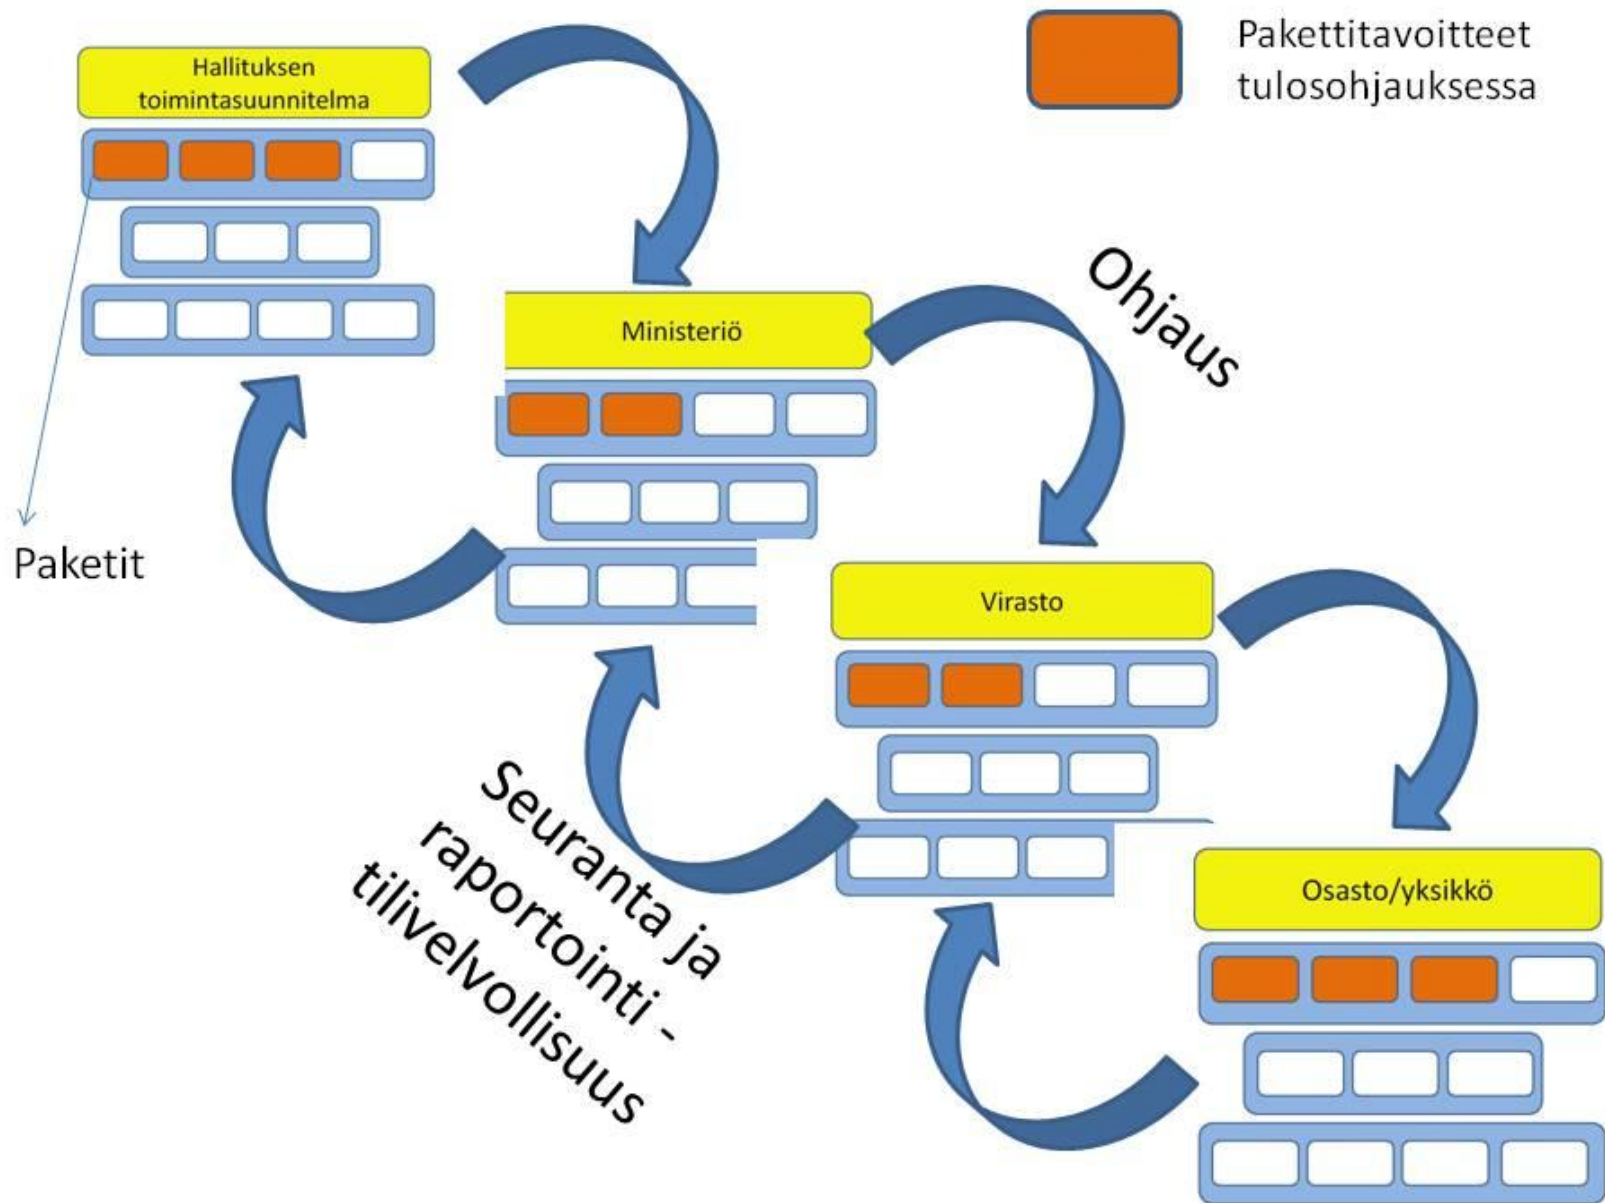 Pakettitavoitteet
tulosohjauksessa
Hallituksen
toimintasuunnitelma
Ohjaus
Ministeriö
Paketit
Virasto
Seuranta ja
raportointi -
tilivelvollisuus
Osasto/yksikkö